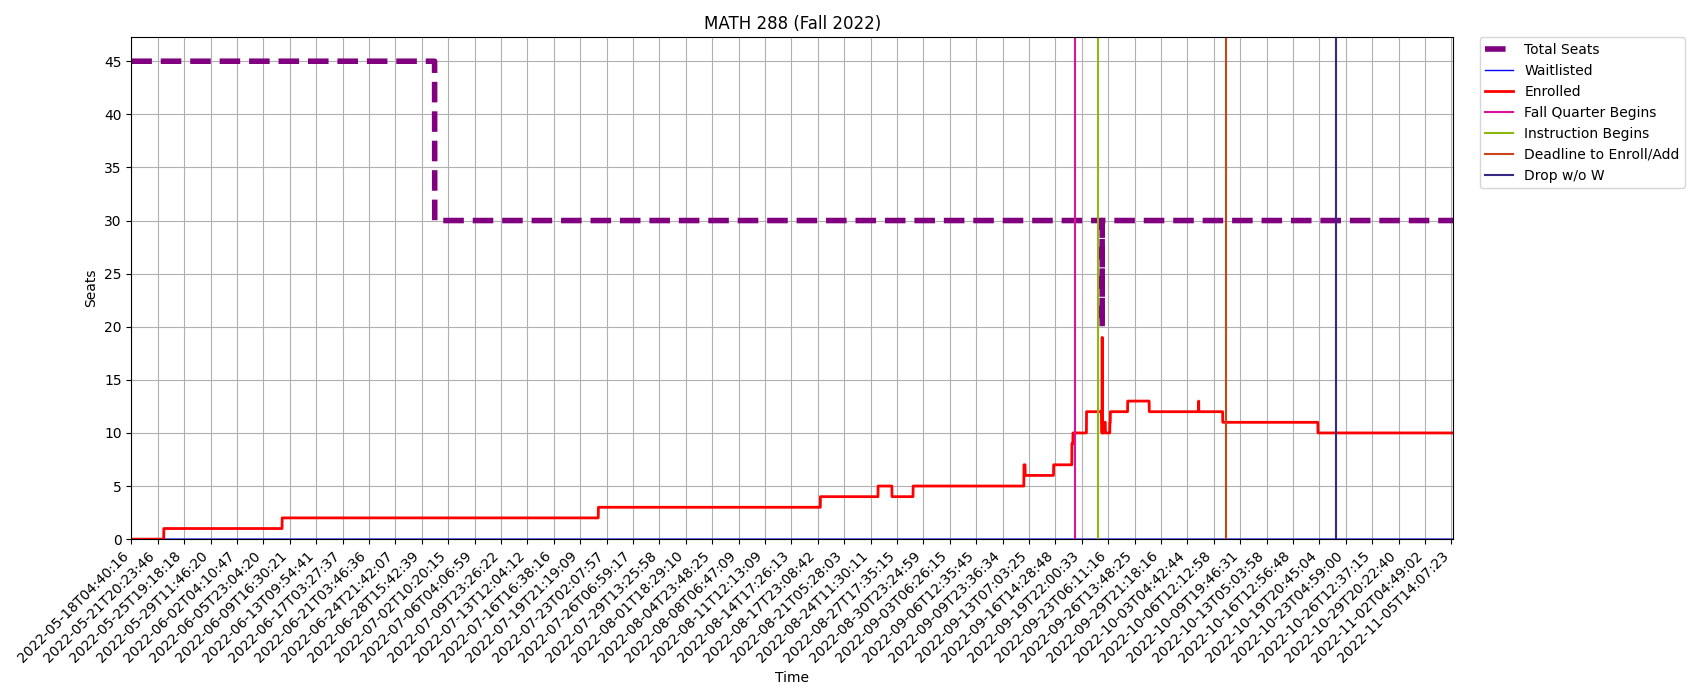 MATH 288 (Fall 2022)
Total Seats
Waitlisted
Enrolled
Fall Quarter Begins
Instruction Begins
Deadline to Enroll/Add
Drop w/o W
Seats
45
40
35
30
25
20
15
10
5
0
2022-05-18T04:40:16
2022-05-21T20:23:46
2022-05-25T19:18:18
2022-05-29T11:46:20
2022-06-02T04:10:47
2022-06-05T23:04:20
2022-06-09T16:30:21
2022-06-13T09:54:41
2022-06-17T03:27:37
2022-06-21T03:46:36
2022-06-24T21:42:07
2022-06-28T15:42:39
2022-07-02T10:20:15
2022-07-06T04:06:59
2022-07-09T23:26:22
2022-07-13T12:04:12
2022-07-16T16:38:16
2022-07-19T21:19:09
2022-07-23T02:07:57
2022-07-26T06:59:17
2022-07-29T13:25:58
2022-08-01T18:29:10
2022-08-04T23:48:25
2022-08-08T06:47:09
2022-08-11T12:13:09
2022-08-14T17:26:13
2022-08-17T23:08:42
2022-08-21T05:28:03
2022-08-24T11:30:11
2022-08-27T17:35:15
2022-08-30T23:24:59
2022-09-03T06:26:15
2022-09-06T12:35:45
2022-09-09T23:36:34
2022-09-13T07:03:25
2022-09-16T14:28:48
2022-09-19T22:00:33
2022-09-23T06:11:16
2022-09-26T13:48:25
2022-09-29T21:18:16
2022-10-03T04:42:44
2022-10-06T12:12:58
2022-10-09T19:46:31
2022-10-13T05:03:58
2022-10-16T12:56:48
2022-10-19T20:45:04
2022-10-23T04:59:00
2022-10-26T12:37:15
2022-10-29T20:22:40
2022-11-02T04:49:02
2022-11-05T14:07:23
Time